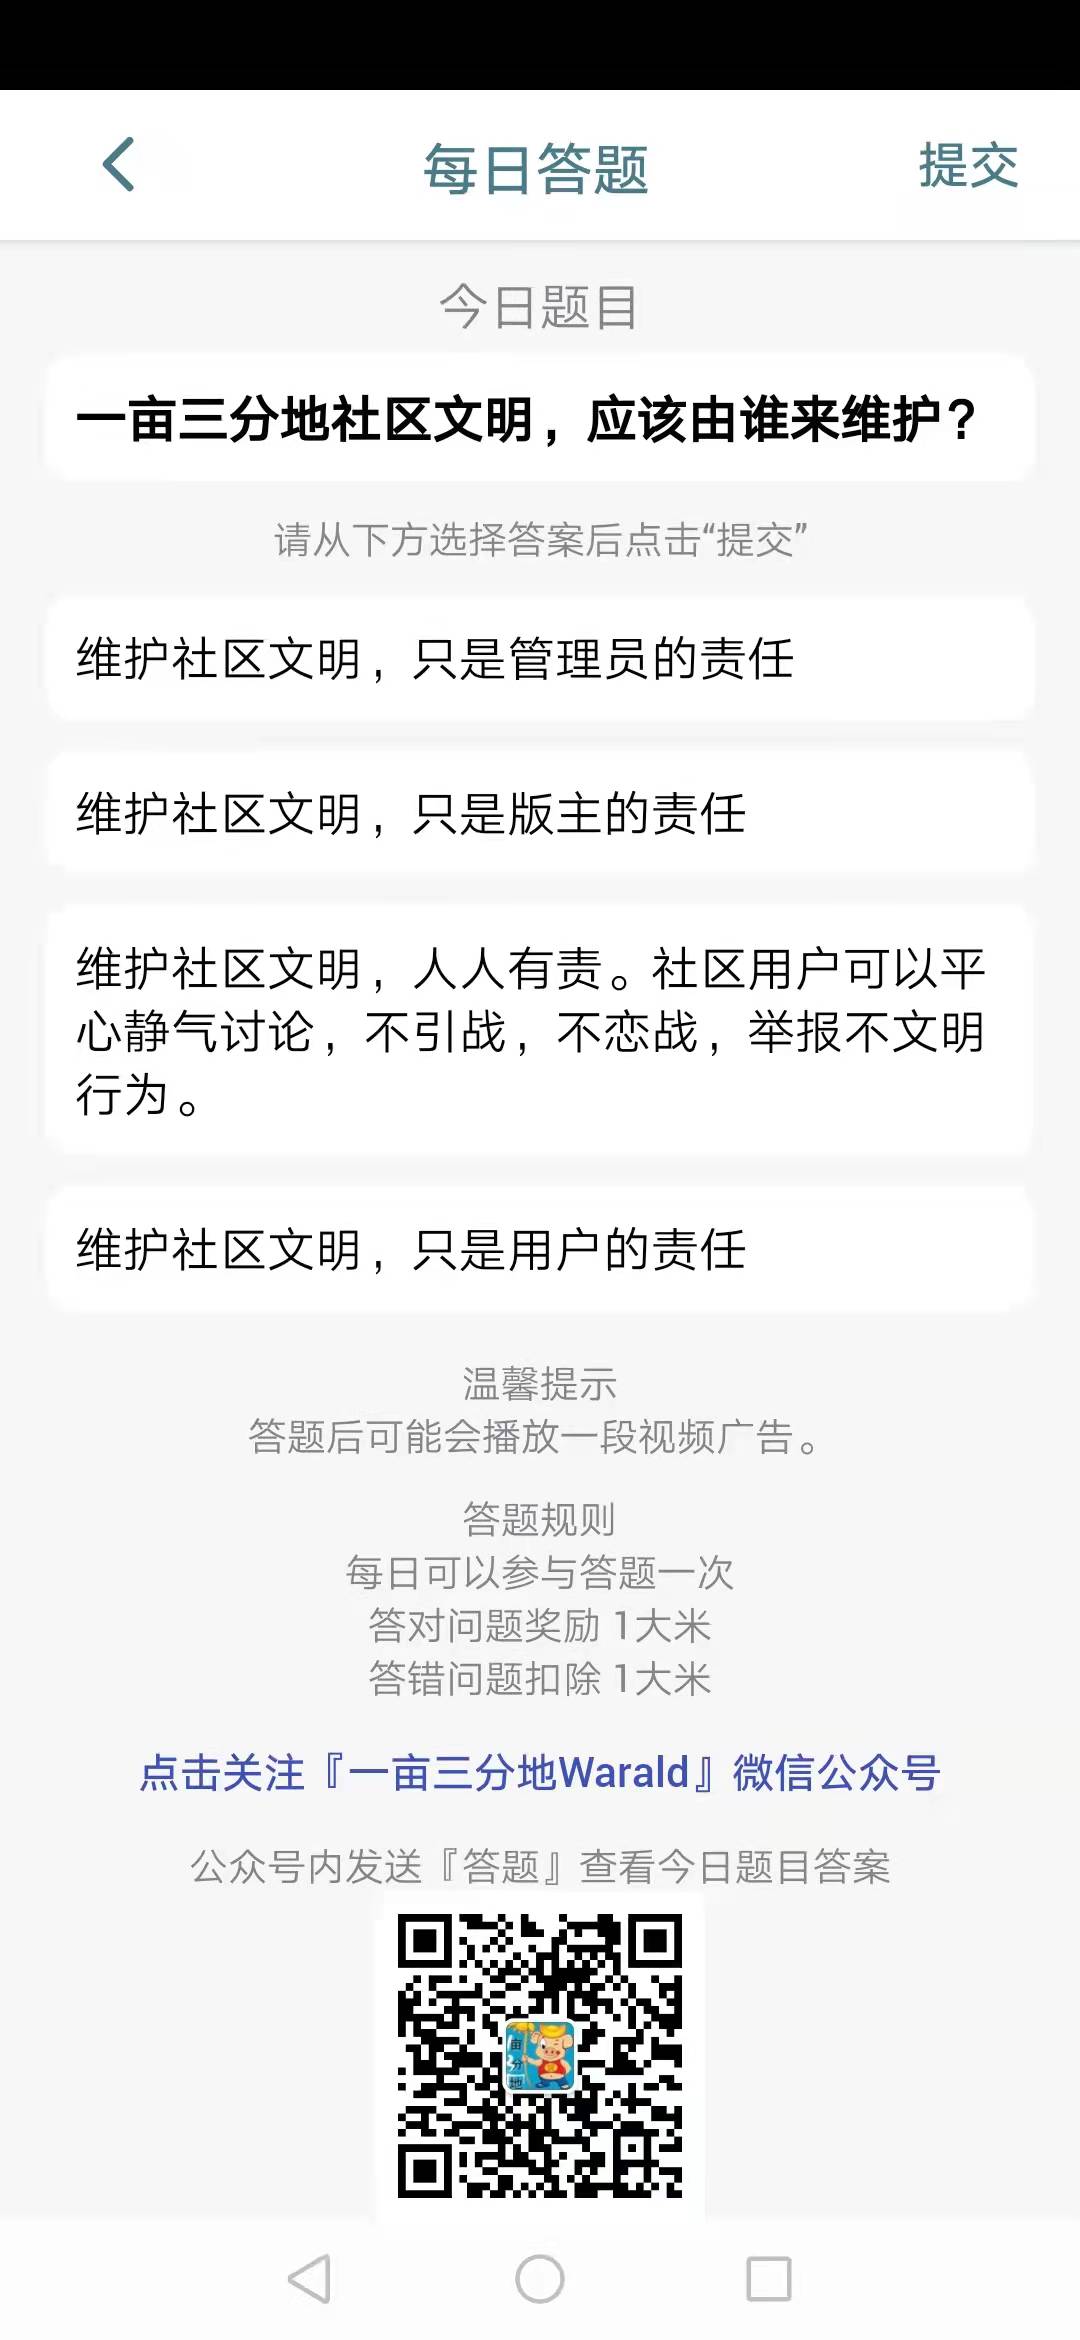 每日答题
提交
今日题目
一亩三分地社区文明，应该由谁来维护？
请从下方选择答案后点击“提交”
维护社区文明，只是管理员的责任
维护社区文明，只是版主的责任
维护社区文明，人人有责。社区用户可以平
心静气讨论，不引战，不恋战，举报不文明
行为。
维护社区文明，只是用户的责任
温馨提示
答题后可能会播放一段视频广告。
答题规则
每日可以参与答题一次
答对问题奖励 1大米
答错问题扣除 1大米
点击关注『一亩三分地Warald』微信公众号
公众号内发送『答题』查看今日题目答案